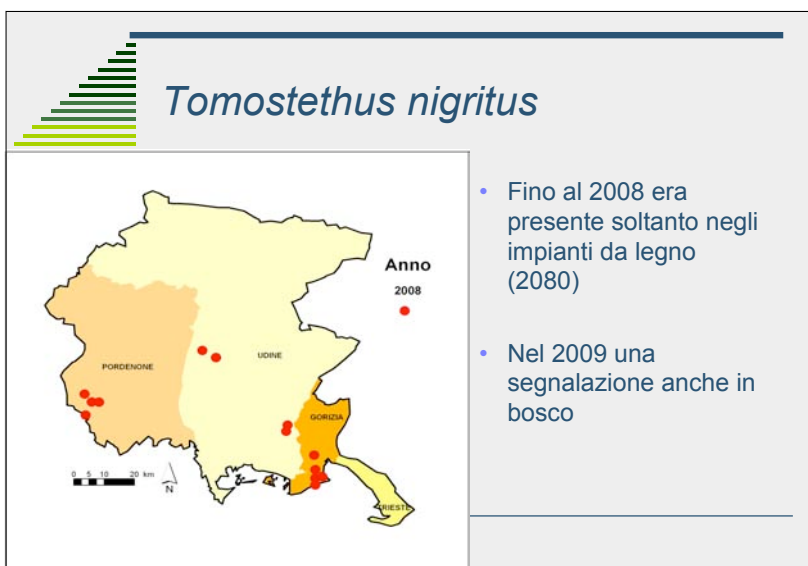 Tomostethus nigritus
Anno
2008
PORDENONE
UDINE
GORIZIA
TRIESTE
0 5 10 20 km
N
• Fino al 2008 era
presente soltanto negli
impianti da legno
(2080)
• Nel 2009 una
segnalazione anche in
bosco